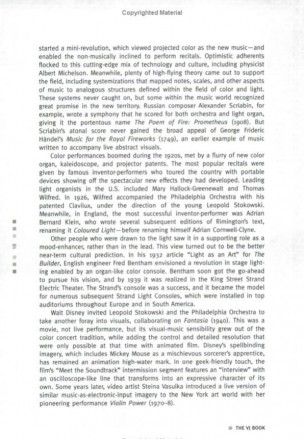 Copyrighted Material
started a mini-revolution, which viewed projected color as the new music—and
enabled the non-musically inclined to perform recitals. Optimistic adherents
flocked to this cutting-edge mix of technology and culture, including physicist
Albert Michelson. Meanwhile, plenty of high-flying theory came out to support
the field, including systemizations that mapped notes, scales, and other aspects
of music to analogous structures defined within the field of color and light.
These systems never caught on, but some within the music world recognized
great promise in the new territory. Russian composer Alexander Scriabin, for
example, wrote a symphony that he scored for both orchestra and light organ,
giving it the portentous name The Poem of Fire: Prometheus (1908). But
Scriabin's atonal score never gained the broad appeal of George Frideric
Händel's Music for the Royal Fireworks (1749), an earlier example of music
written to accompany live abstract visuals.
Color performances boomed during the 1920s, met by a flurry of new color
organ, kaleidoscope, and projector patents. The most popular recitals were
given by famous inventor-performers who toured the country with portable
devices showing off the spectacular new effects they had developed. Leading
light organists in the U.S. included Mary Hallock-Greenewalt and Thomas
Wilfred. In 1926, Wilfred accompanied the Philadelphia Orchestra with his
patented Clavilux, under the direction of the young Leopold Stokowski.
Meanwhile, in England, the most successful inventor-performer was Adrian
Bernard Klein, who wrote several subsequent editions of Rimington's text,
renaming it Coloured Light—before renaming himself Adrian Cornwell-Clyne.
Other people who were drawn to the light saw it in a supporting role as a
mood-enhancer, rather than in the lead. This view turned out to be the better
near-term cultural prediction. In his 1932 article "Light as an Art" for The
Builder, English engineer Fred Bentham envisioned a revolution in stage light-
ing enabled by an organ-like color console. Bentham soon got the go-ahead
to pursue his vision, and by 1939 it was realized in the King Street Strand
Electric Theater. The Strand's console was a success, and it became the model
for numerous subsequent Strand Light Consoles, which were installed in top
auditoriums throughout Europe and in South America.
Walt Disney invited Leopold Stokowski and the Philadelphia Orchestra to
take another foray into visuals, collaborating on Fantasia (1940). This was a
movie, not live performance, but its visual-music sensibility grew out of the
color concert tradition, while adding the control and detailed resolution that
were only possible at that time with animated film. Disney's spellbinding
imagery, which includes Mickey Mouse as a mischievous sorcerer's apprentice,
has remained an animation high-water mark. In one geek-friendly touch, the
film's "Meet the Soundtrack" intermission segment features an "interview" with
an oscilloscope-like line that transforms into an expressive character of its
own. Some years later, video artist Steina Vasulka introduced a live version of
similar music-as-electronic-input imagery to the New York art world with her
pioneering performance Violin Power (1970–8).
THE VJ BOOK